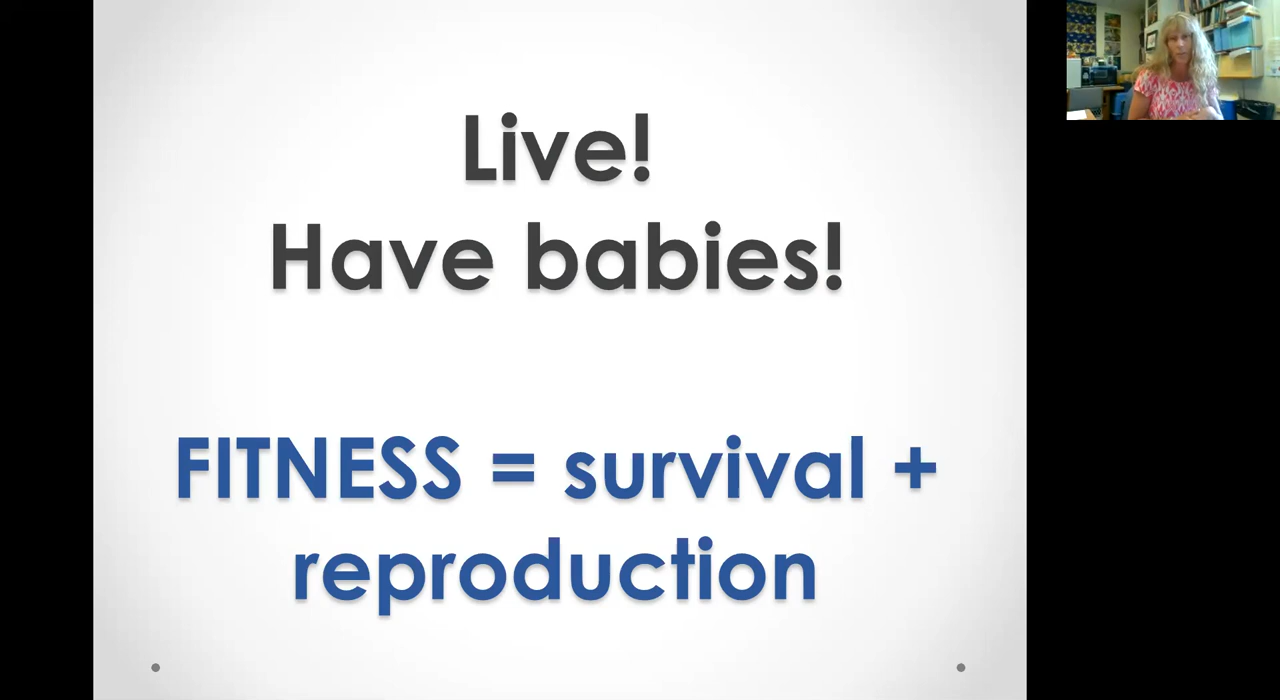 Live!
Have babies!
FITNESS = survival +
reproduction